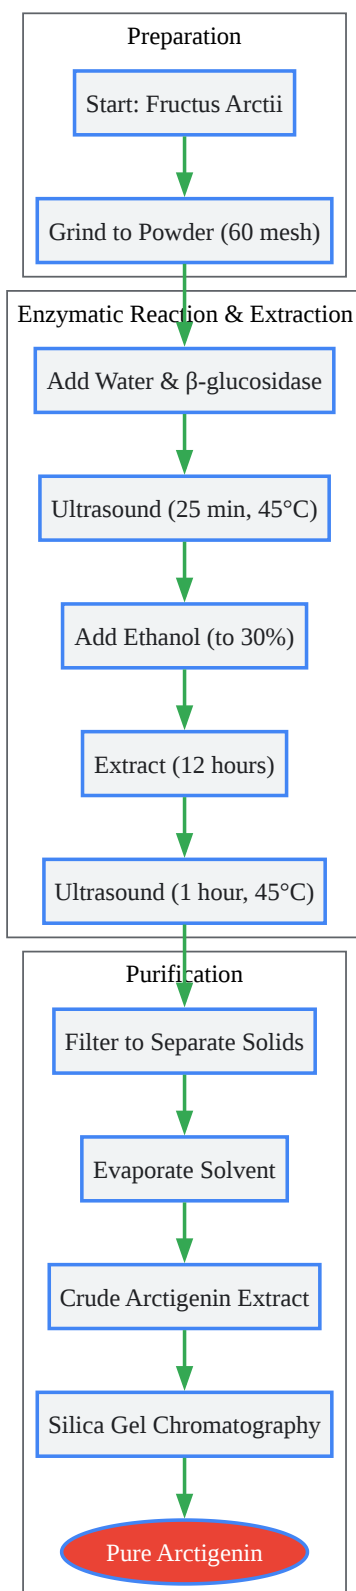 Preparation
Start: Fructus Arctii
Grind to Powder (60 mesh)
Enzymatic Reaction & Extraction
Add Water & β-glucosidase
Ultrasound (25 min, 45°C)
Add Ethanol (to 30%)
Extract (12 hours)
Ultrasound (1 hour, 45°C)
Purification
Filter to Separate Solids
Evaporate Solvent
Crude Arctigenin Extract
Silica Gel Chromatography
Pure Arctigenin